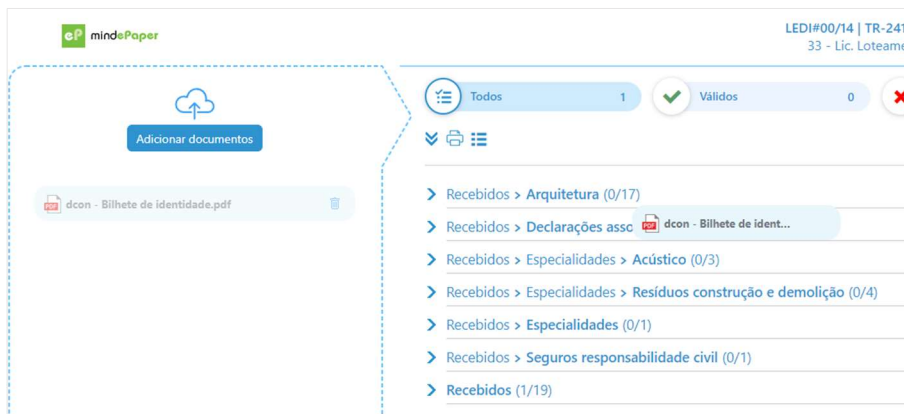 eP mindePaper
LEDI#00/14 | TR-241
33 - Lic. Loteame
Adicionar documentos
dcon - Bilhete de identidade.pdf
Todos 1
Válidos 0
Recebidos > Arquitetura (0/17)
Recebidos > Declarações asso
dcon - Bilhete de ident...
Recebidos > Especialidades > Acústico (0/3)
Recebidos > Especialidades > Resíduos construção e demolição (0/4)
Recebidos > Especialidades (0/1)
Recebidos > Seguros responsabilidade civil (0/1)
Recebidos (1/19)